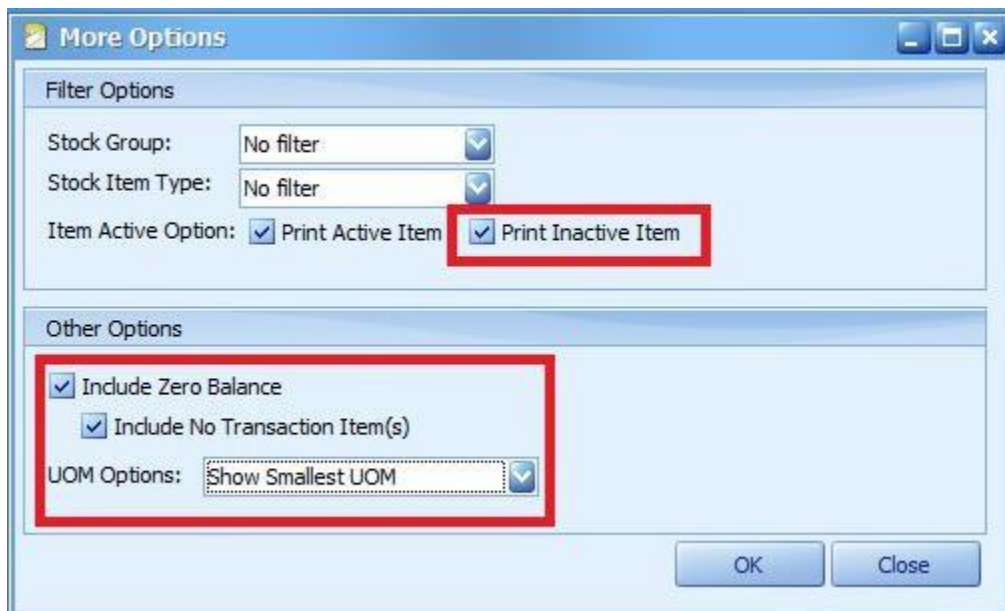 More Options
Filter Options
Stock Group: No filter
Stock Item Type: No filter
Item Active Option: Print Active Item Print Inactive Item
Other Options
Include Zero Balance
Include No Transaction Item(s)
UOM Options: Show Smallest UOM
OK Close